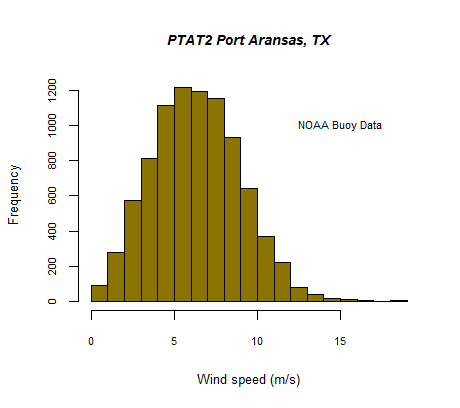 PTAT2 Port Aransas, TX
NOAA Buoy Data
Frequency
1200
1000
800
600
400
200
0
0 5 10 15
Wind speed (m/s)